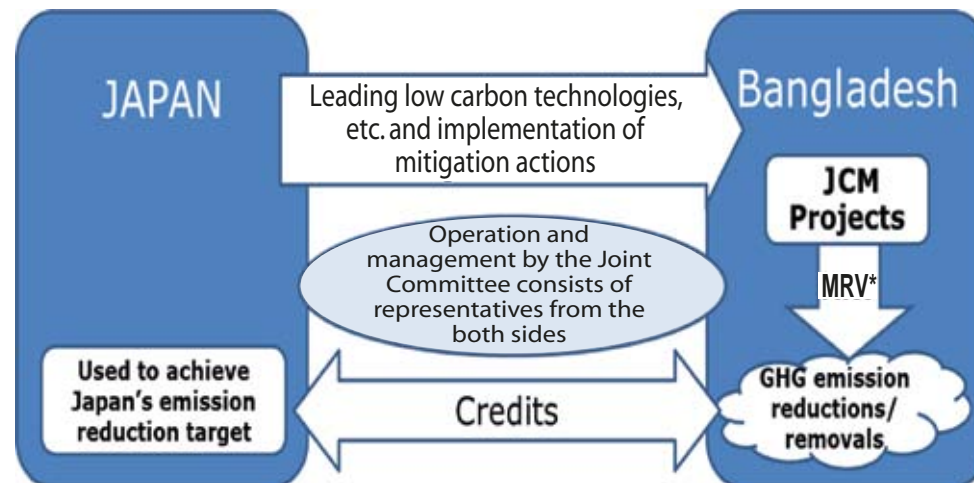 JAPAN
Leading low carbon technologies,
etc. and implementation of
mitigation actions
Bangladesh
JCM
Projects
Operation and
management by the Joint
Committee consists of
representatives from the
both sides
MRV*
Used to achieve
Japan's emission
reduction target
Credits
GHG emission
reductions/
removals